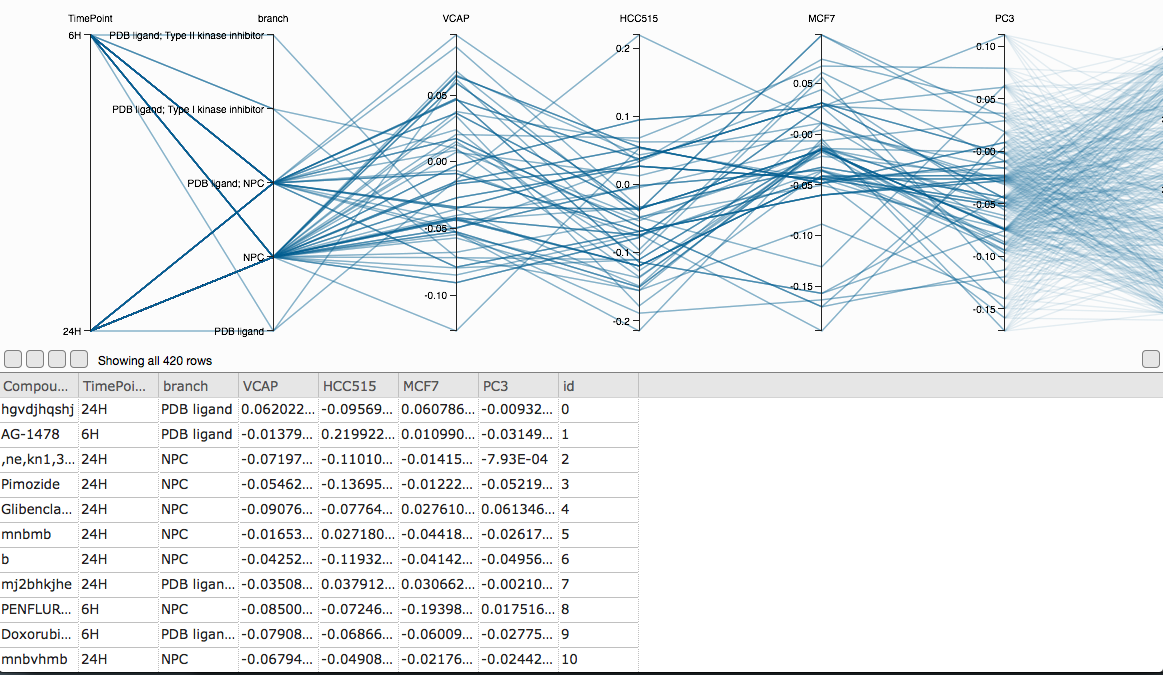 TimePoint branch VCAP HCC515 MCF7 PC3
6H PDB ligand; Type II kinase inhibitor 0.2 0.10
0.05 0.05 0.05
PDB ligand; Type I kinase inhibitor 0.1
-0.00 -0.00
0.00
PDB ligand; NPC 0.0 -0.05
-0.05
-0.05
-0.10
NPC -0.1 -0.10
-0.15
-0.10
-0.15
-0.2
24H PDB ligand
Showing all 420 rows
Compou... TimePoi... branch VCAP HCC515 MCF7 PC3 id
hgvdjhqshj 24H PDB ligand 0.062022... -0.09569... 0.060786... -0.00932... 0
AG-1478 6H PDB ligand -0.01379... 0.219922... 0.010990... -0.03149... 1
,ne,kn1,3... 24H NPC -0.07197... -0.11010... -0.01415... -7.93E-04 2
Pimozide 24H NPC -0.05462... -0.13695... -0.01222... -0.05219... 3
Glibencla... 24H NPC -0.09076... -0.07764... 0.027610... 0.061346... 4
mnbmb 24H NPC -0.01653... 0.027180... -0.04418... -0.02617... 5
b 24H NPC -0.04252... -0.11932... -0.04142... -0.04956... 6
mj2bhkjhe 24H PDB ligan... -0.03508... 0.037912... 0.030662... -0.00210... 7
PENFLUR... 6H NPC -0.08500... -0.07246... -0.19398... 0.017516... 8
Doxorubi... 6H PDB ligan... -0.07908... -0.06866... -0.06009... -0.02775... 9
mnbvhmb 24H NPC -0.06794... -0.04908... -0.02176... -0.02442... 10